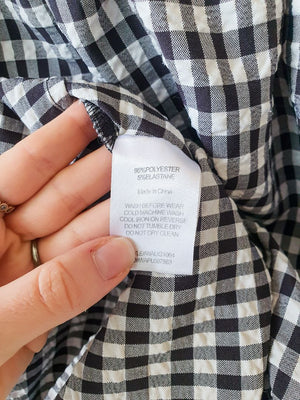 POLYESTER
5%ELASTANE
Made in China
WASH BEFORE WEAR
COLD MACHINE WASH
COOL IRON ON REVERSE
DO NOT TUMBLE DRY
DO NOT DRY CLEAN